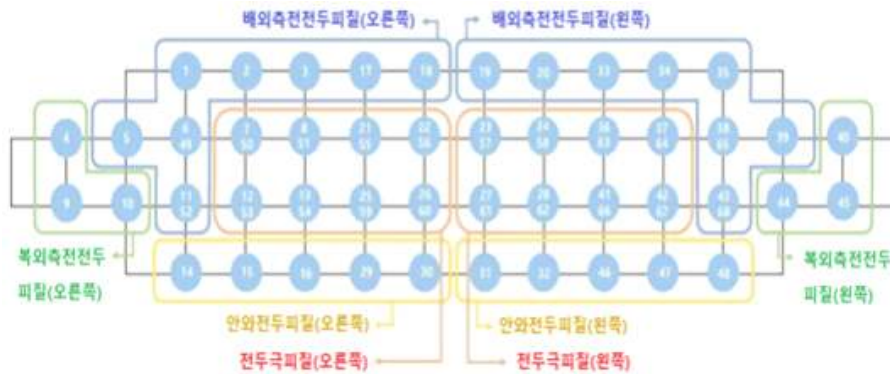 배외측전전두피질(오른쪽) 배외측전전두피질(왼쪽)
1 2 3 17 18 19 20 33 34 35
4 5 6 49 7 50 8 51 21 55 22 56 23 57 24 58 36 63 37 64 38 65 39 40
9 10 11 52 12 53 13 54 25 59 26 60 27 61 28 62 41 66 42 67 43 68 44 45
14 15 16 29 30 31 32 46 47 48
복외측전전두
피질(오른쪽)
복외측전전두
피질(왼쪽)
안와전두피질(오른쪽) 안와전두피질(왼쪽)
전두극피질(오른쪽) 전두극피질(왼쪽)